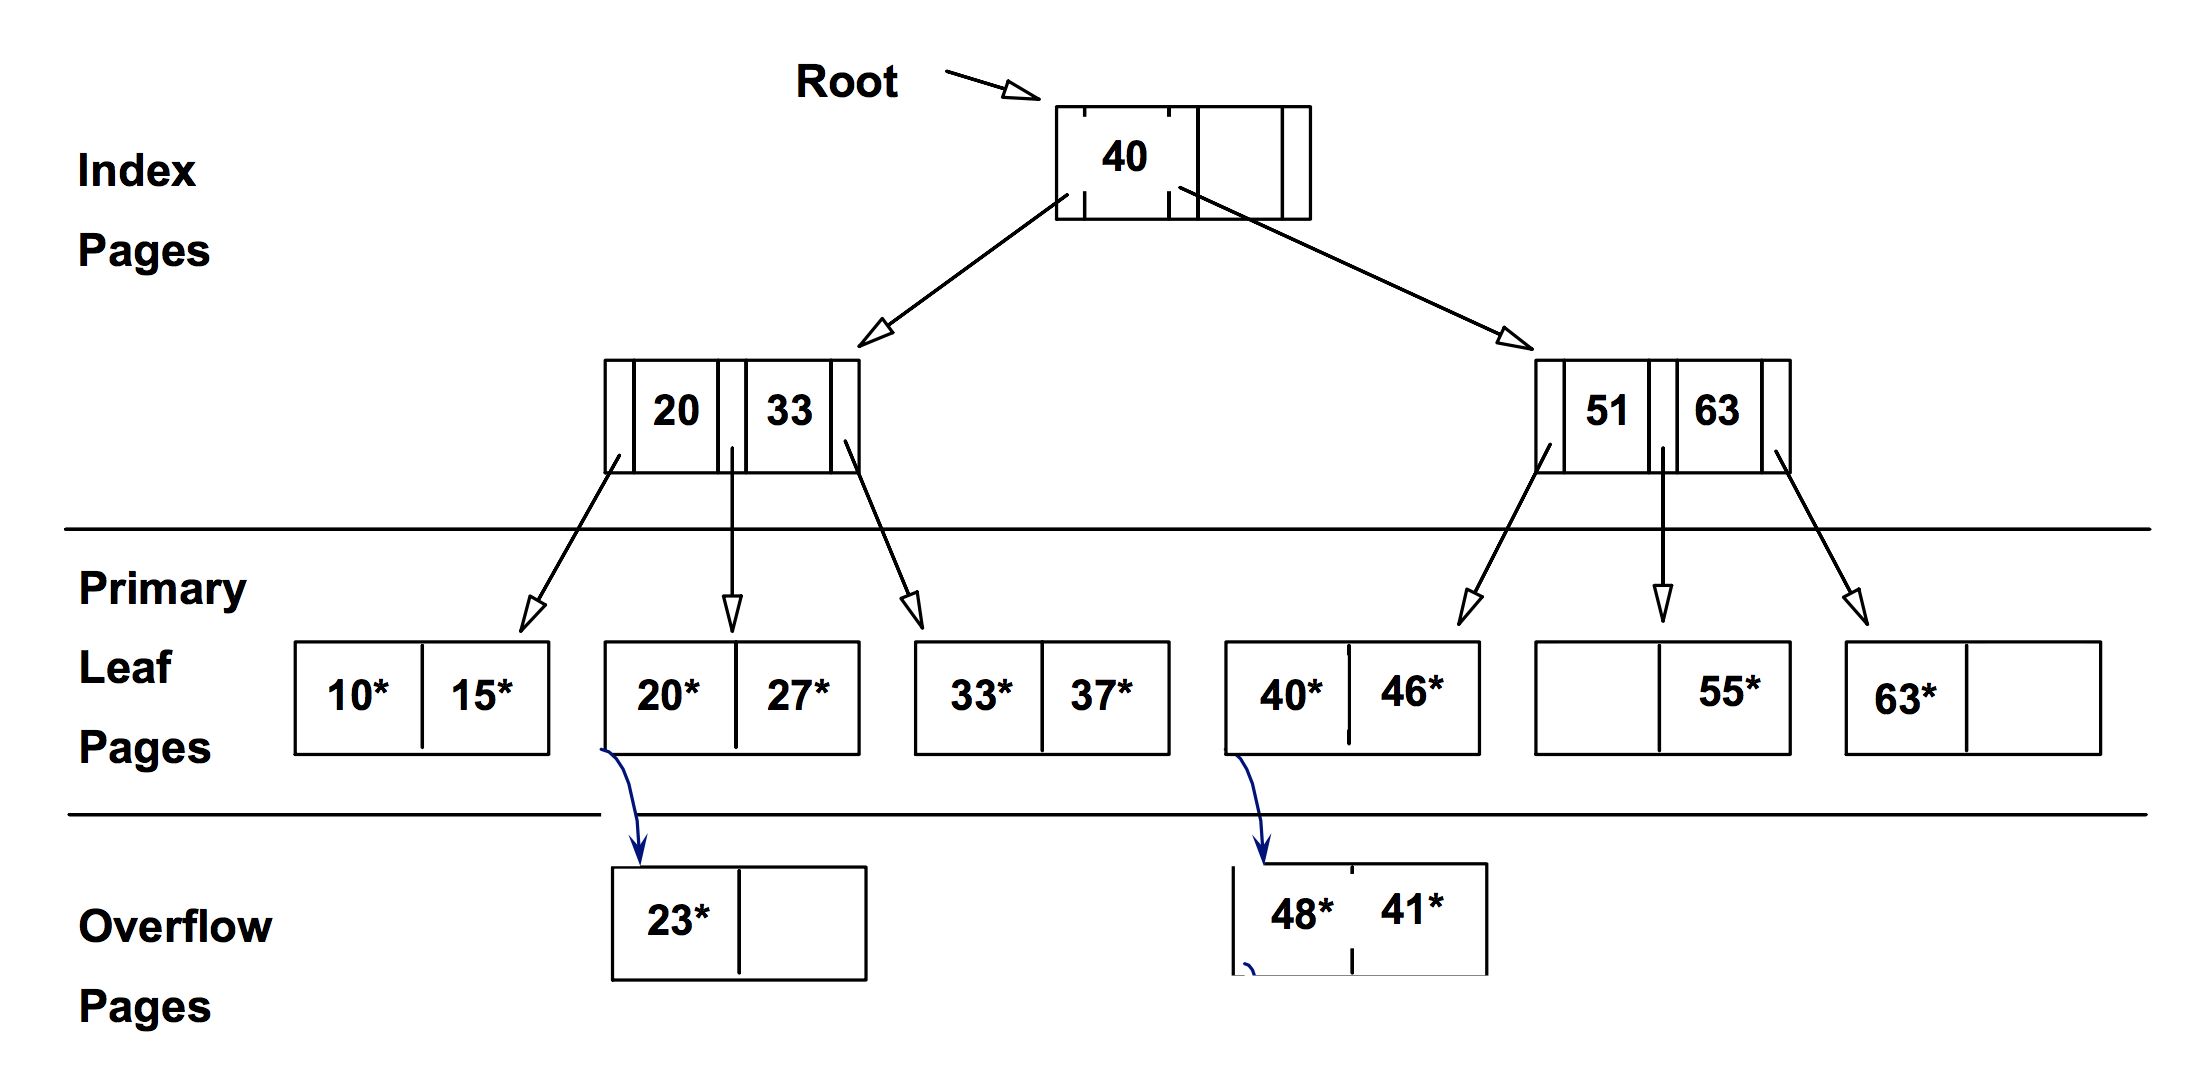 Root
Index
Pages
40
20 33
51 63
Primary
Leaf
Pages
10* 15*
20* 27*
33* 37*
40* 46*
55*
63*
Overflow
Pages
23*
48* 41*